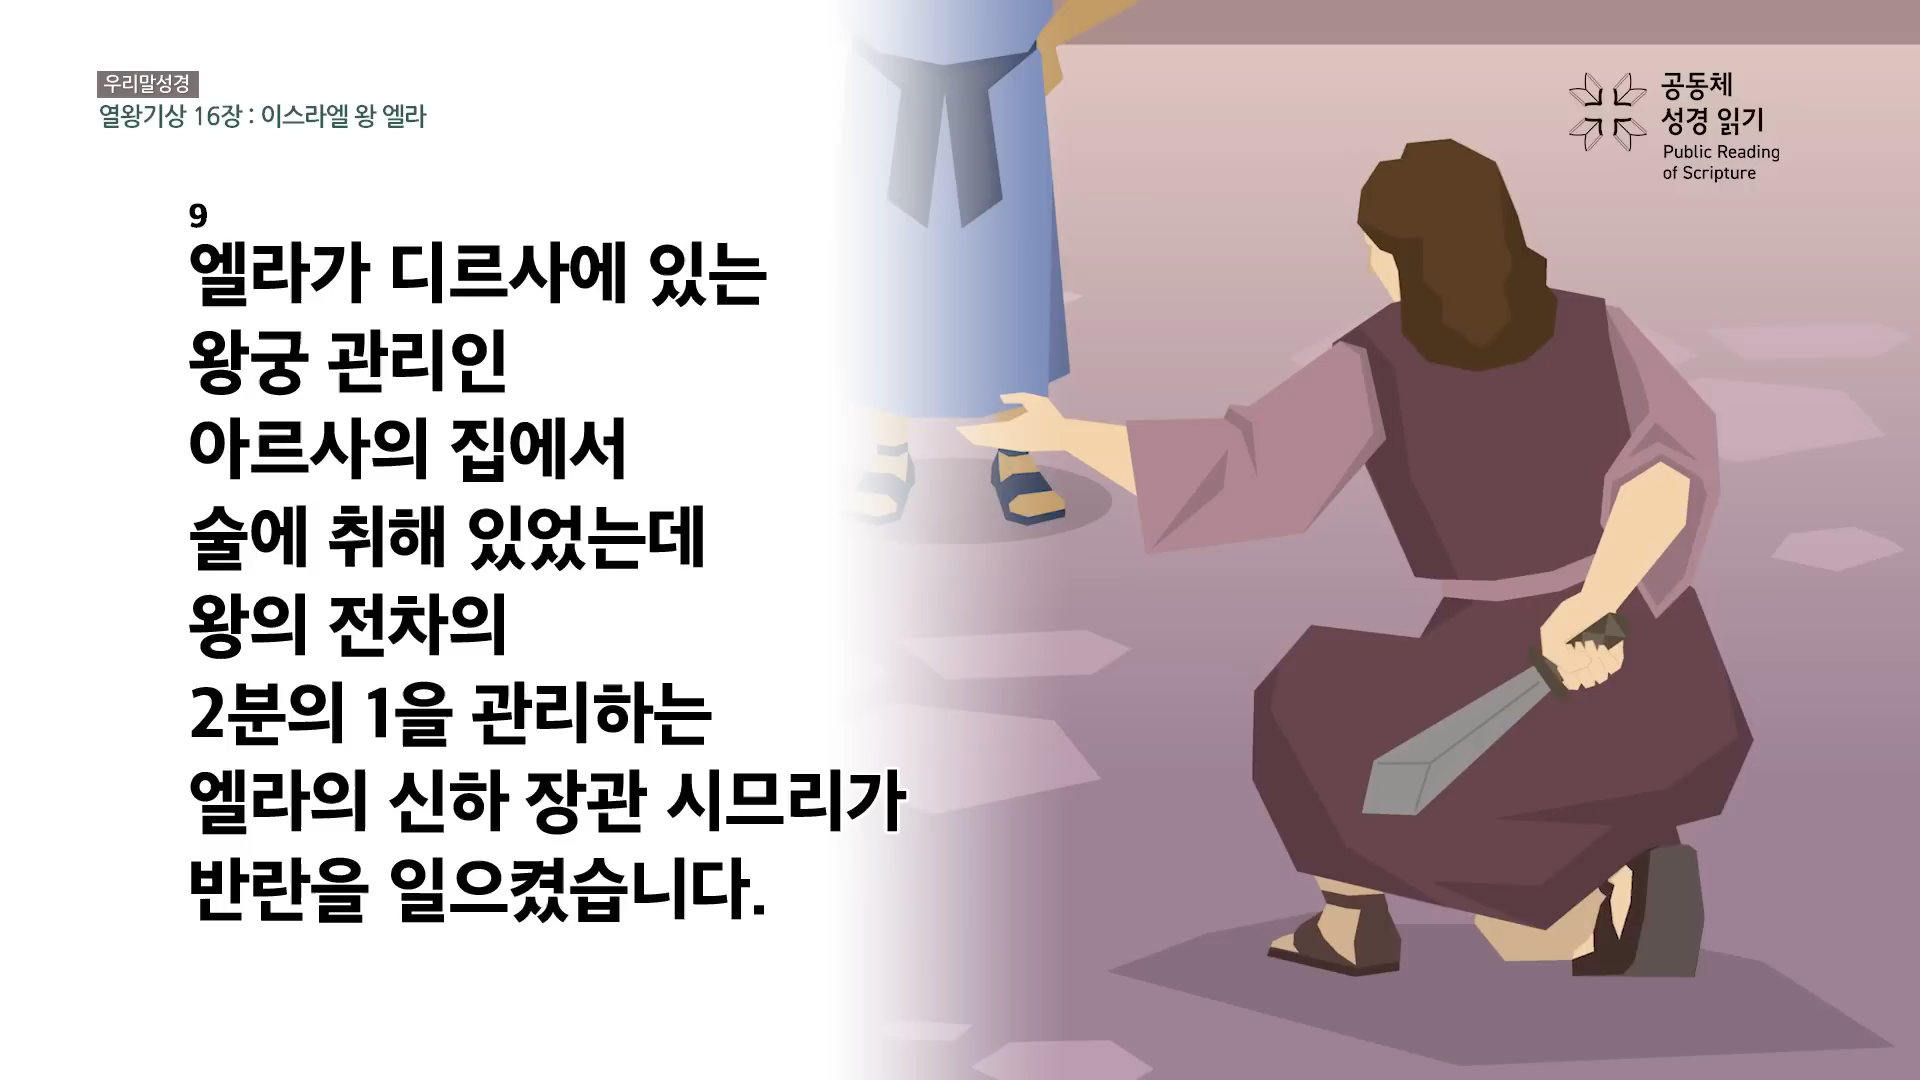 우리말성경
열왕기상 16장 : 이스라엘 왕 엘라
공동체
성경 읽기
Public Reading
of Scripture
9
엘라가 디르사에 있는
왕궁 관리인
아르사의 집에서
술에 취해 있었는데
왕의 전차의
2분의 1을 관리하는
엘라의 신하 장관 시므리가
반란을 일으켰습니다.